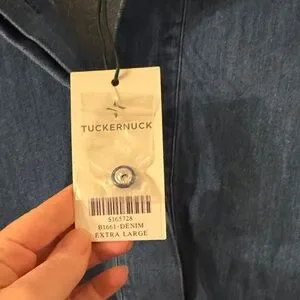 TUCKERNUCK
5165728
B1661-DENIM
EXTRA LARGE